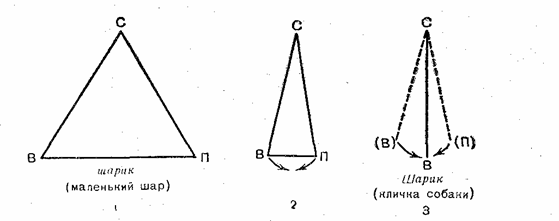 С С С
В П В П (В) (П)
В
шарик Шарик
(маленький шар) (кличка собаки)
1 2 3